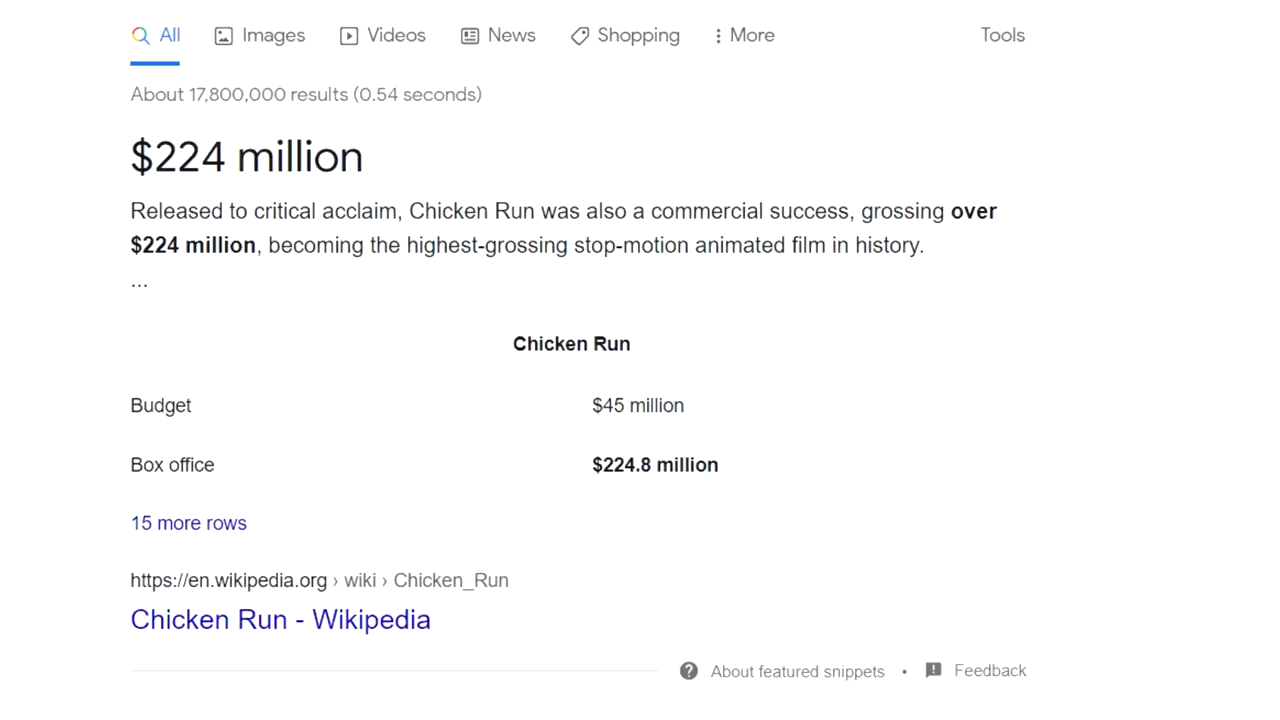 All Images Videos News Shopping More Tools
About 17,800,000 results (0.54 seconds)
$224 million
Released to critical acclaim, Chicken Run was also a commercial success, grossing over
$224 million, becoming the highest-grossing stop-motion animated film in history.
...
Chicken Run
Budget $45 million
Box office $224.8 million
15 more rows
https://en.wikipedia.org › wiki › Chicken_Run
Chicken Run - Wikipedia
About featured snippets • Feedback